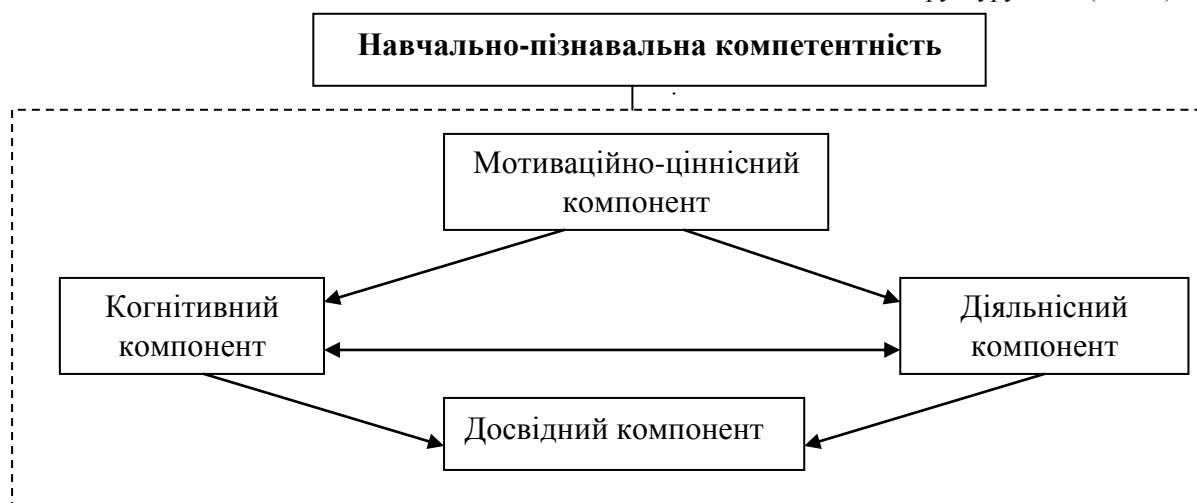 Навчально-пізнавальна компетентність
Мотиваційно-ціннісний
компонент
Когнітивний
компонент
Діяльнісний
компонент
Досвідний компонент